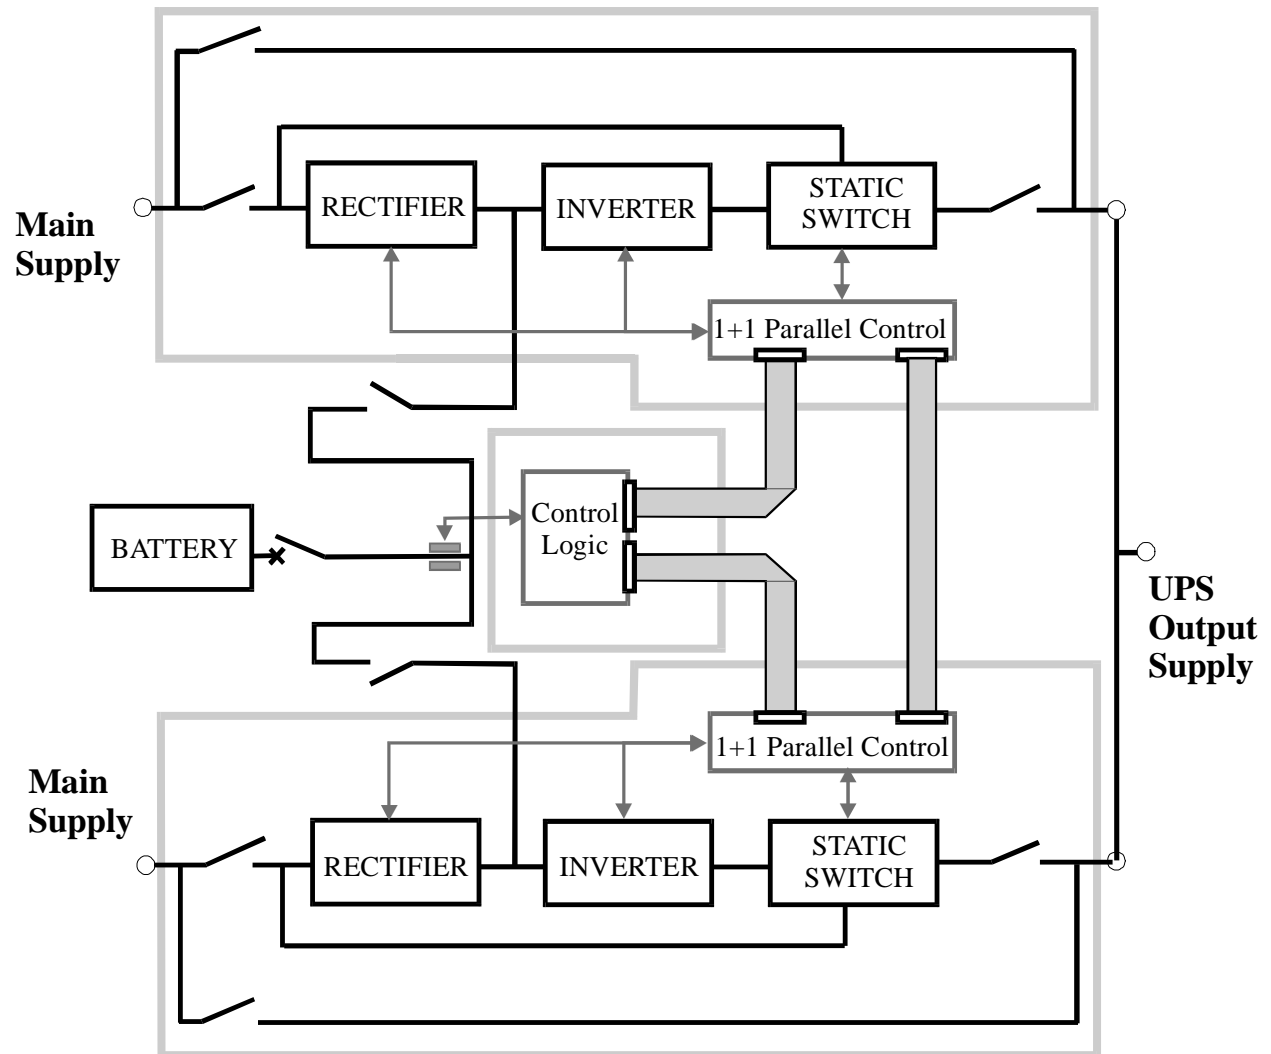 RECTIFIER
INVERTER
STATIC
SWITCH
Main
Supply
1+1 Parallel Control
Control
Logic
BATTERY
UPS
Output
Supply
1+1 Parallel Control
Main
Supply
RECTIFIER
INVERTER
STATIC
SWITCH